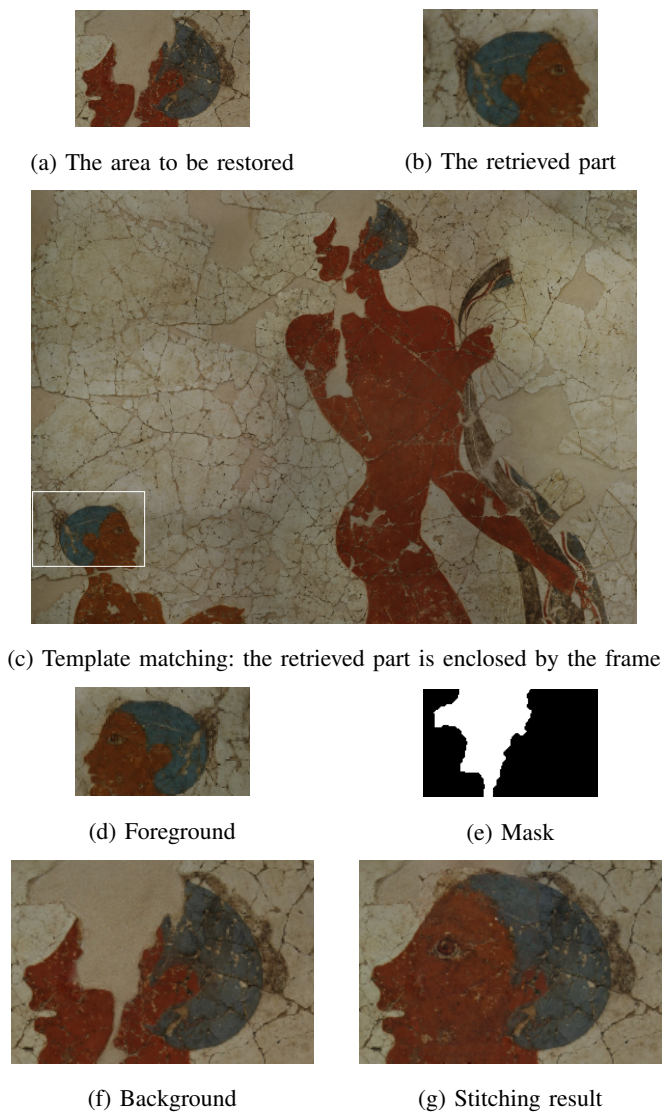 (a) The area to be restored
(b) The retrieved part
(c) Template matching: the retrieved part is enclosed by the frame
(d) Foreground
(e) Mask
(f) Background
(g) Stitching result